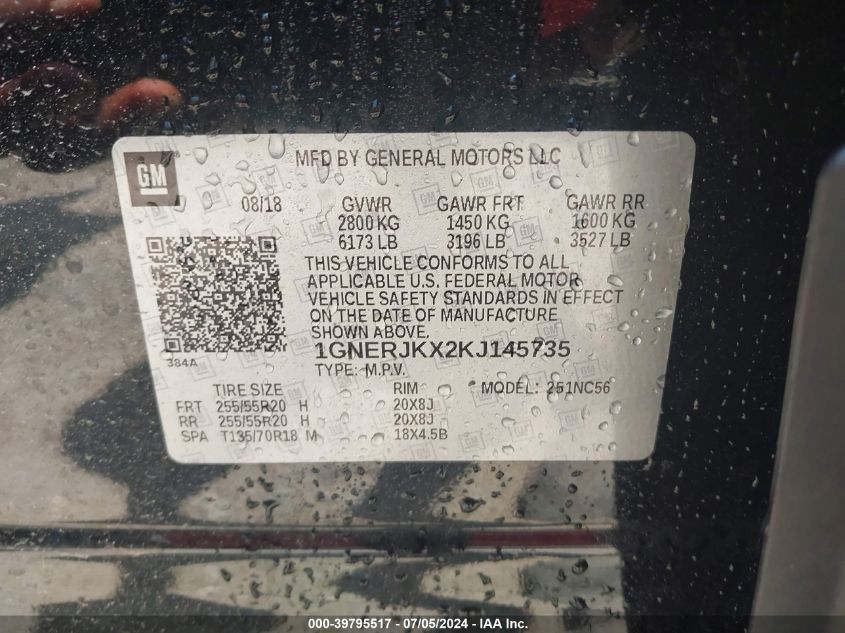 GM
MFD BY GENERAL MOTORS LLC
08/18 GVWR GAWR FRT GAWR RR
2800 KG 1450 KG 1600 KG
6173 LB 3196 LB 3527 LB
THIS VEHICLE CONFORMS TO ALL
APPLICABLE U.S. FEDERAL MOTOR
VEHICLE SAFETY STANDARDS IN EFFECT
ON THE DATE OF MANUFACTURE
SHOWN ABOVE.
384A 1GNERJKX2KJ145735
TYPE: M.P.V.
TIRE SIZE RIM MODEL: 251NC56
FRT 255/55R20 H 20X8J
RR 255/55R20 H 20X8J
SPA T135/70R18 M 18X4.5B
000-39795517 - 07/05/2024 - IAAI Inc.